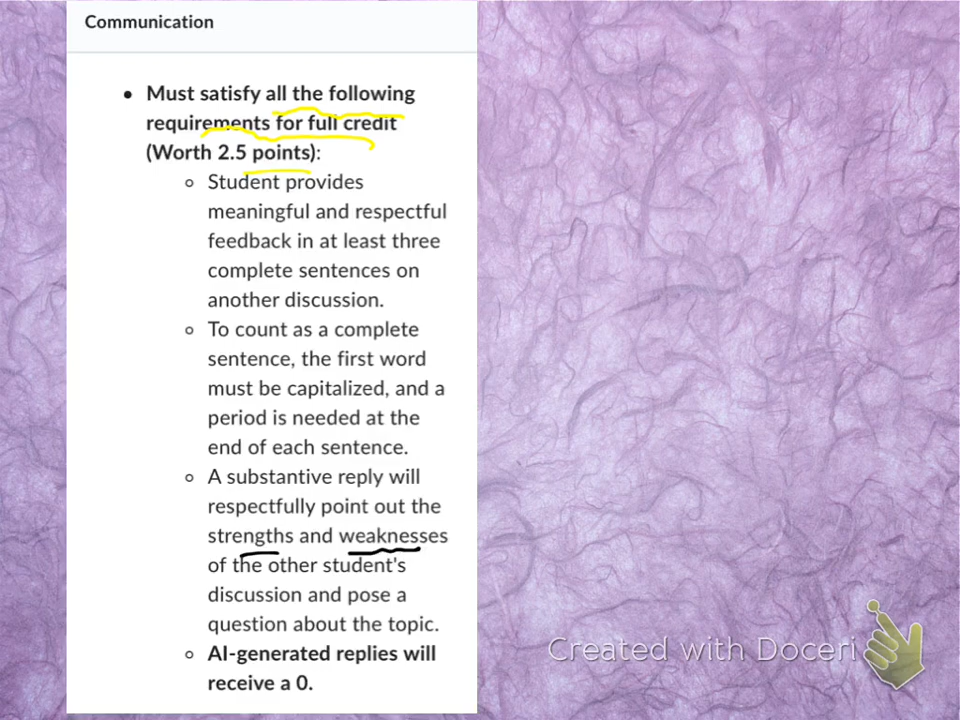 Communication
• Must satisfy all the following
requirements for full credit
(Worth 2.5 points):
◦ Student provides
meaningful and respectful
feedback in at least three
complete sentences on
another discussion.
◦ To count as a complete
sentence, the first word
must be capitalized, and a
period is needed at the
end of each sentence.
◦ A substantive reply will
respectfully point out the
strengths and weaknesses
of the other student's
discussion and pose a
question about the topic.
◦ AI-generated replies will
receive a 0.
Created with Doceri